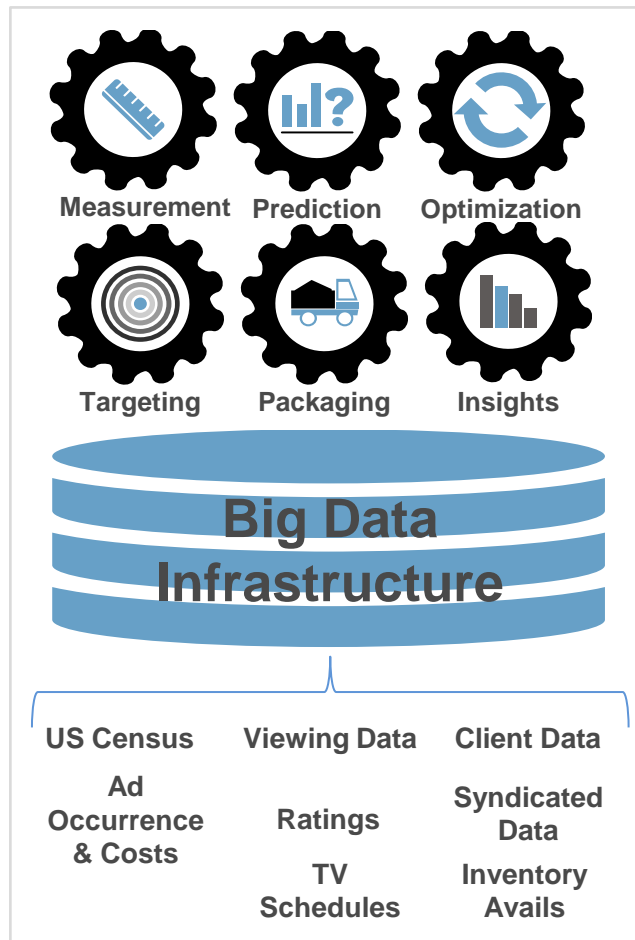 ?
Measurement Prediction Optimization
Targeting Packaging Insights
Big Data
Infrastructure
US Census Viewing Data Client Data
Ad
Occurrence
& Costs
Ratings
Syndicated
Data
TV
Schedules
Inventory
Avails